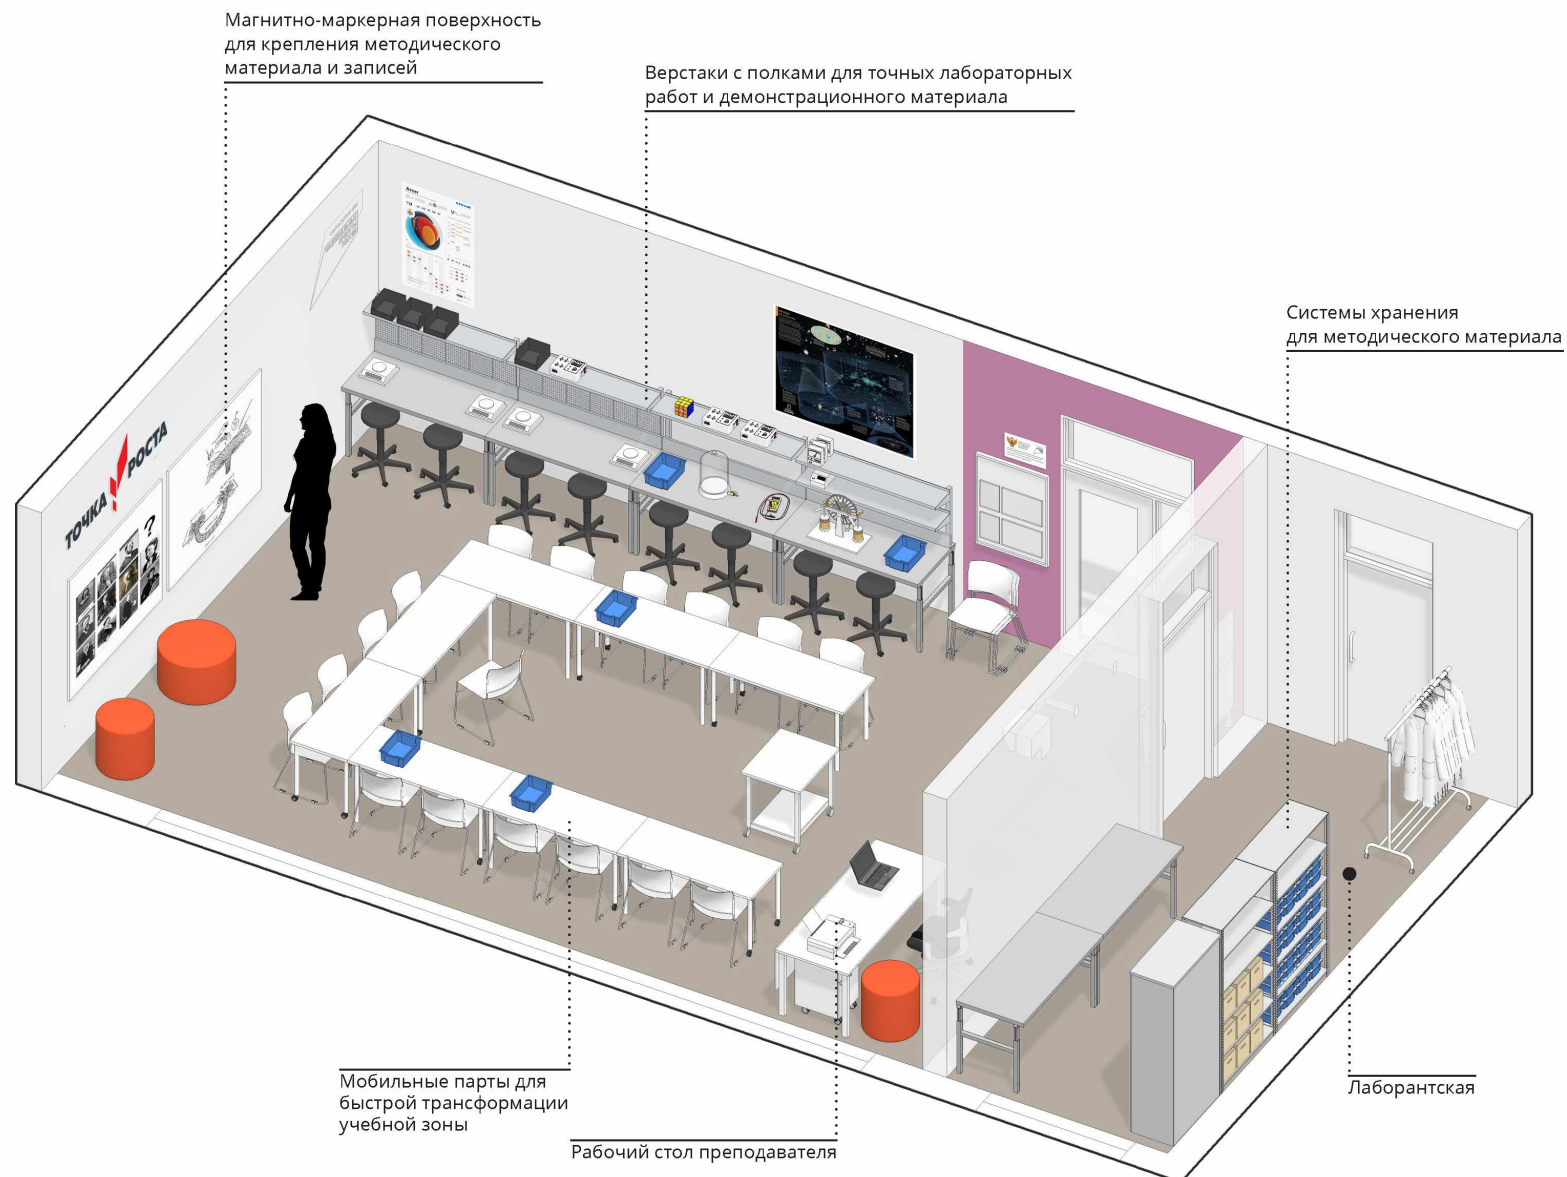 Магнитно-маркерная поверхность
для крепления методического
материала и записей
Верстаки с полками для точных лабораторных
работ и демонстрационного материала
Системы хранения
для методического материала
Атом
ТОЧКА РОСТА
?
Мобильные парты для
быстрой трансформации
учебной зоны
Рабочий стол преподавателя
Лаборантская